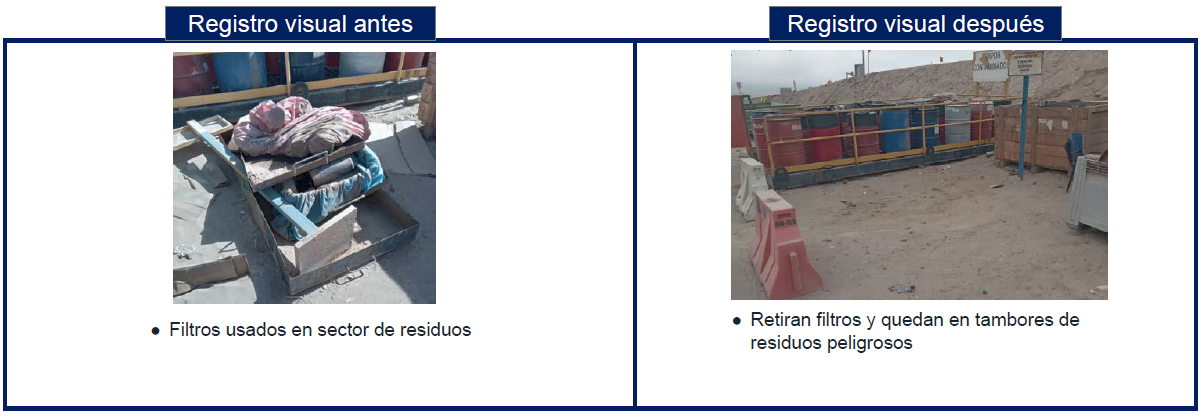 Registro visual antes
Registro visual después
TRAPOS
● Filtros usados en sector de residuos
● Retiran filtros y quedan en tambores de
residuos peligrosos